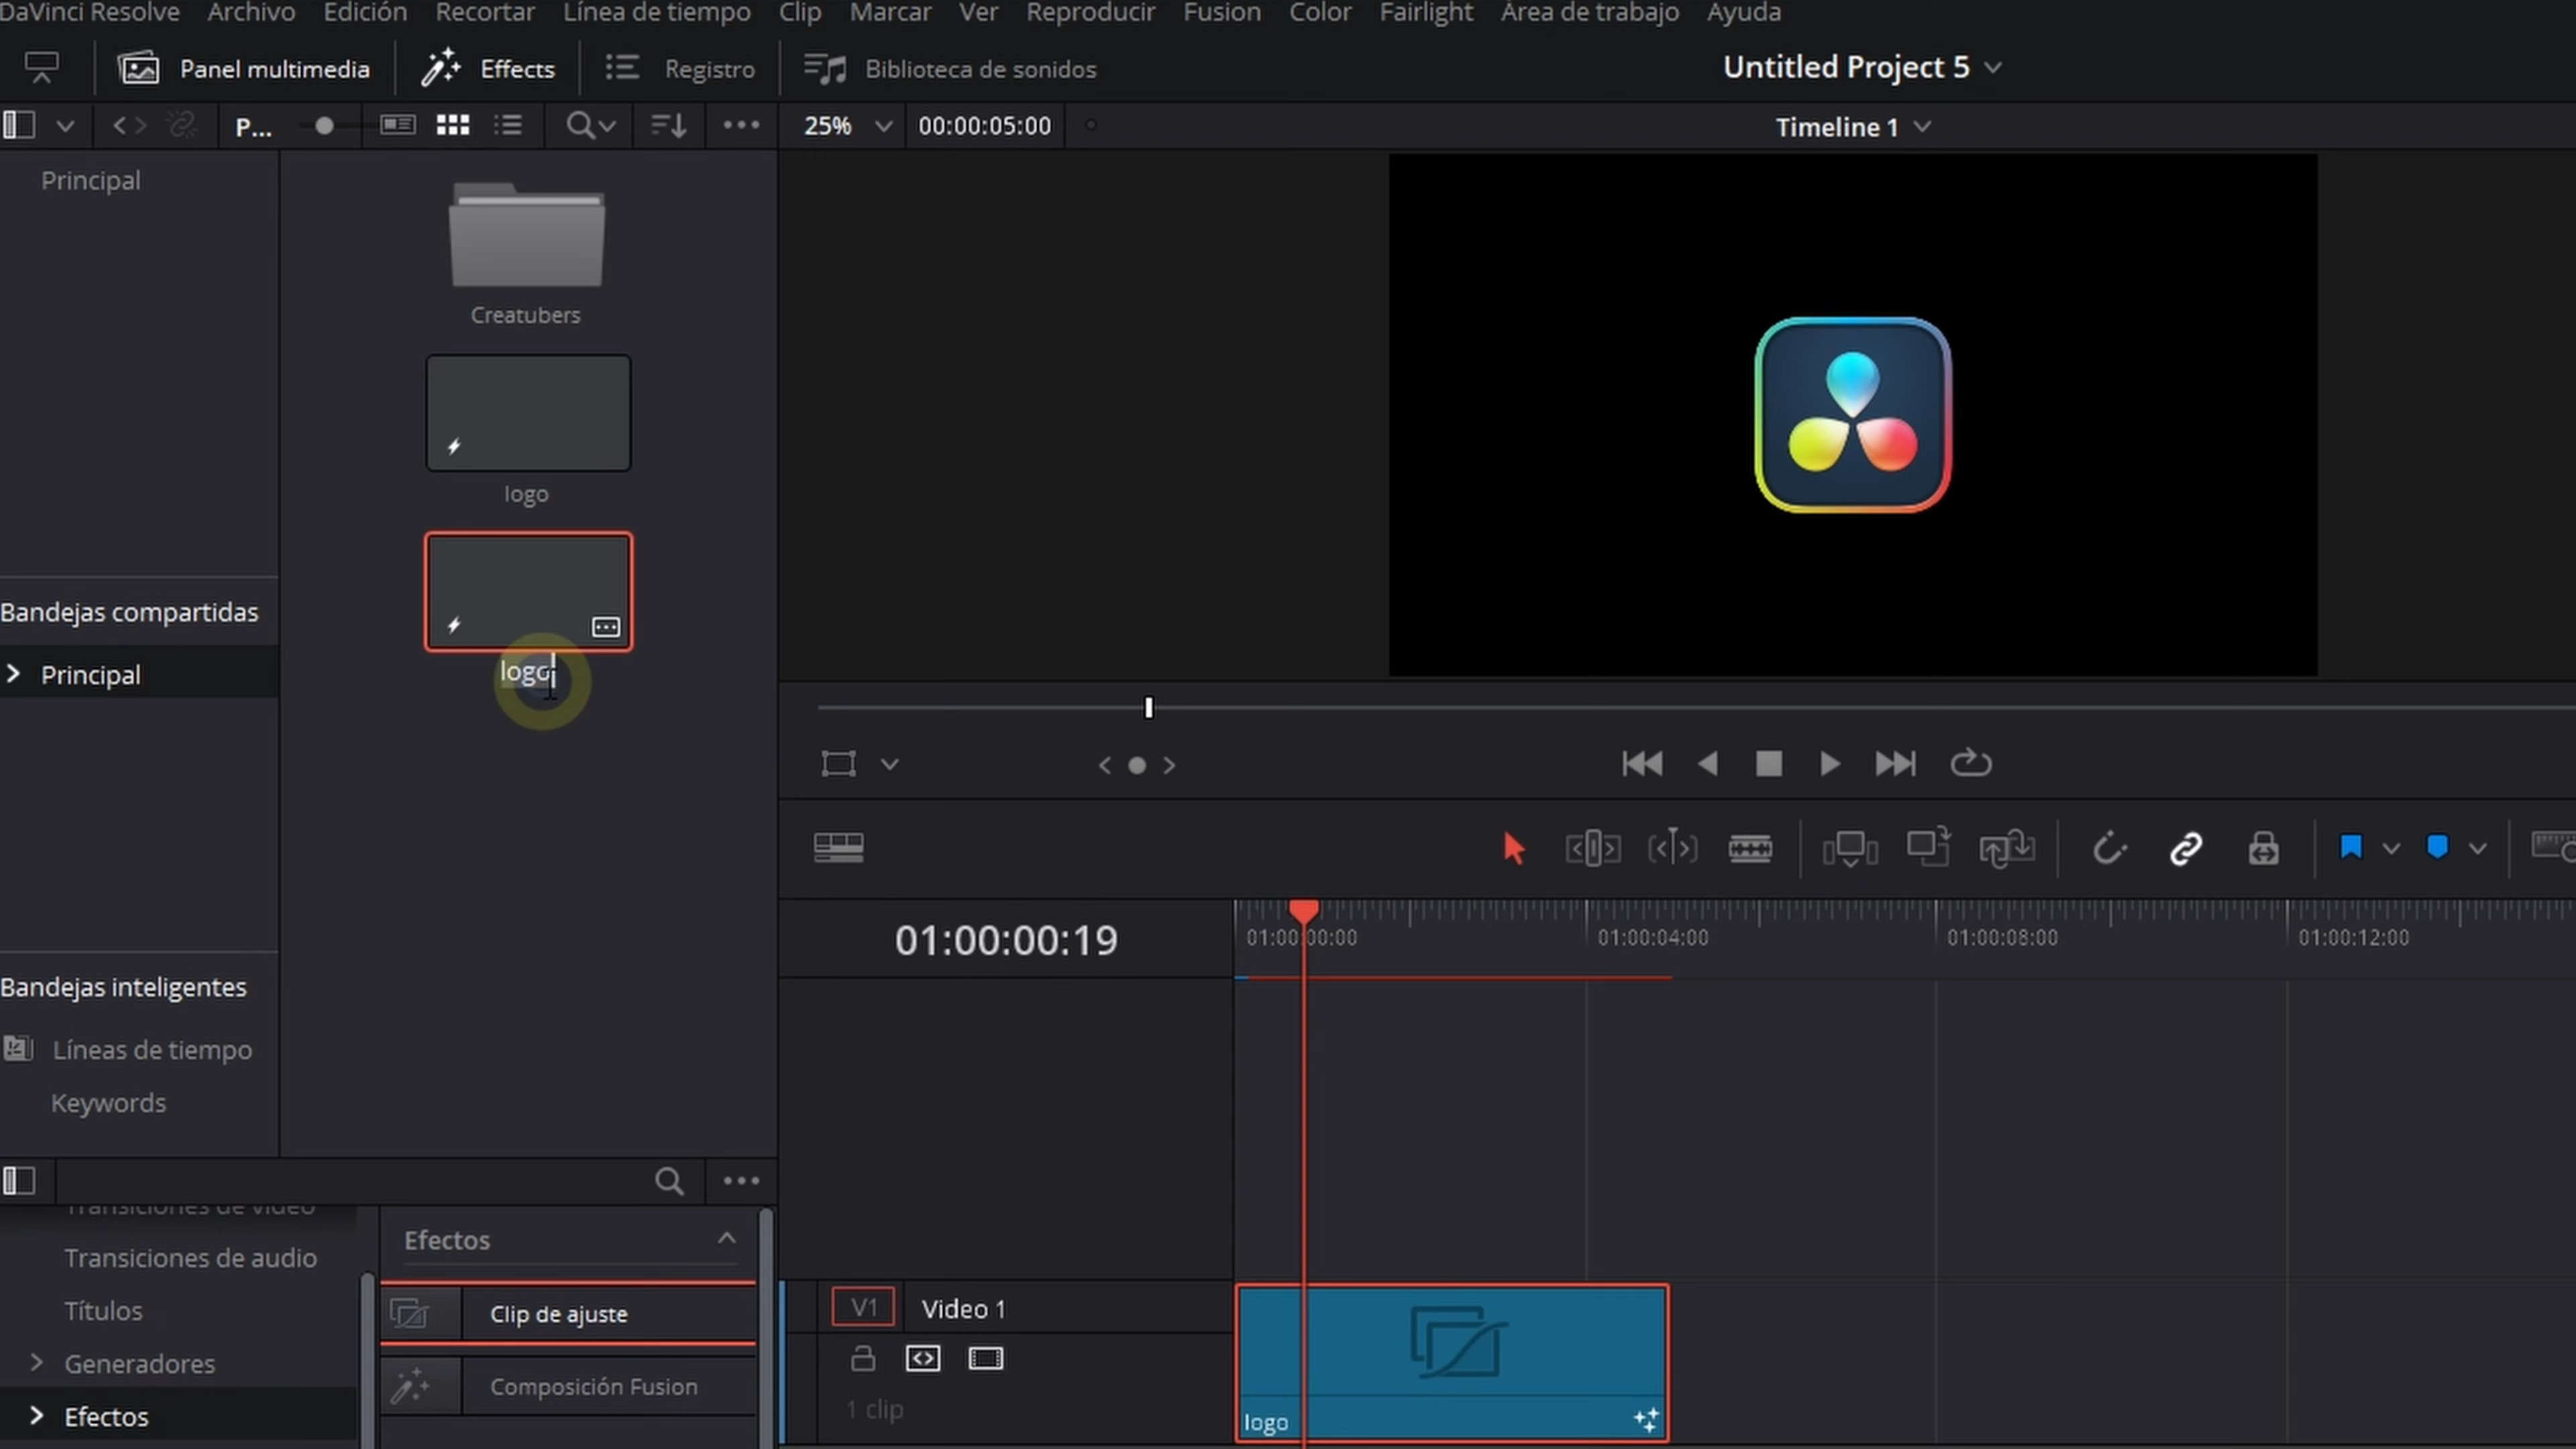 DaVinci Resolve Archivo Edición Recortar Línea de tiempo Clip Marcar Ver Reproducir Fusion Color Fairlight Área de trabajo Ayuda
Panel multimedia Effects Registro Biblioteca de sonidos Untitled Project 5
P... 25% 00:00:05:00 Timeline 1
Principal
Creatubers
logo
Bandejas compartidas
Principal
logo
01:00:00:19
01:00:00:00 01:00:04:00 01:00:08:00 01:00:12:00
Bandejas inteligentes
Líneas de tiempo
Keywords
Transiciones de video
Transiciones de audio
Títulos
Generadores
Efectos
Efectos
Clip de ajuste
Composición Fusion
V1 Video 1
1 clip
logo